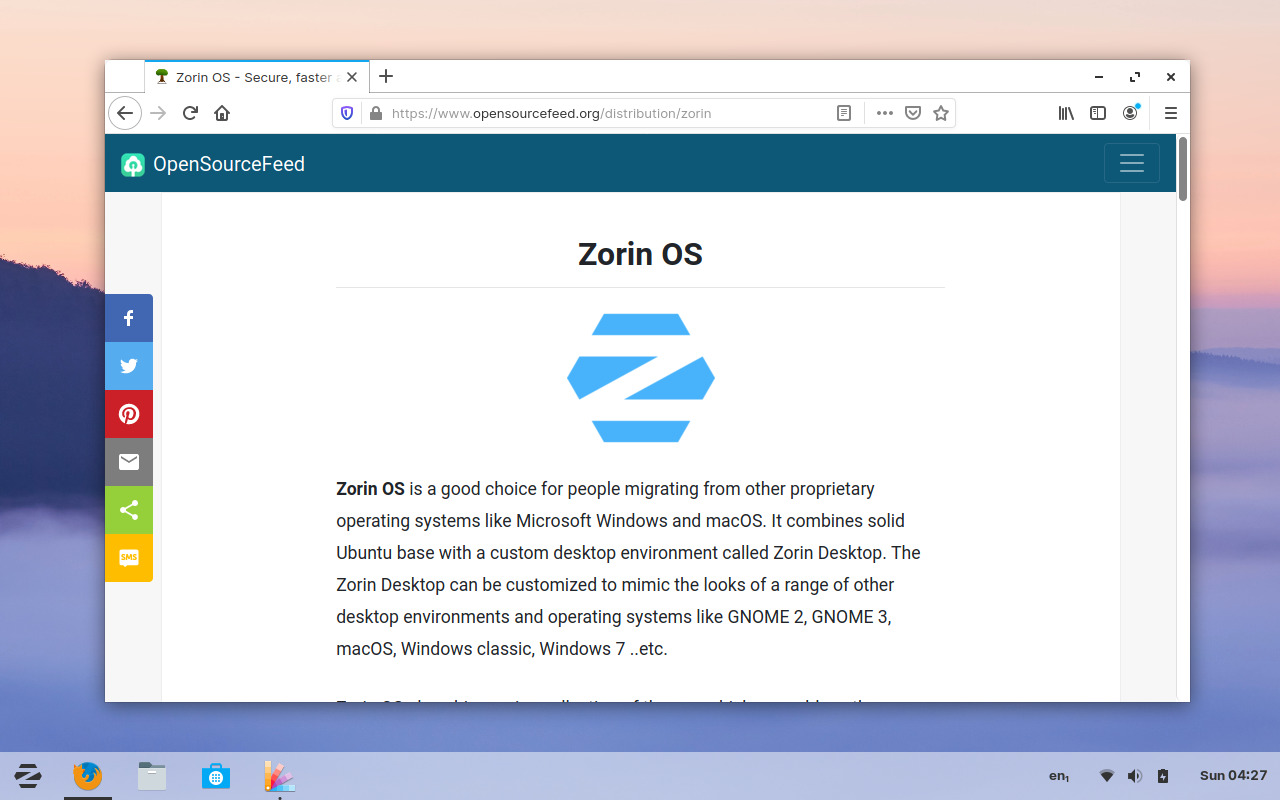 Zorin OS - Secure, faster
https://www.opensourcefeed.org/distribution/zorin
OpenSourceFeed
Zorin OS
Zorin OS is a good choice for people migrating from other proprietary
operating systems like Microsoft Windows and macOS. It combines solid
Ubuntu base with a custom desktop environment called Zorin Desktop. The
Zorin Desktop can be customized to mimic the looks of a range of other
desktop environments and operating systems like GNOME 2, GNOME 3,
macOS, Windows classic, Windows 7 ..etc.
SMS
en₁
Sun 04:27